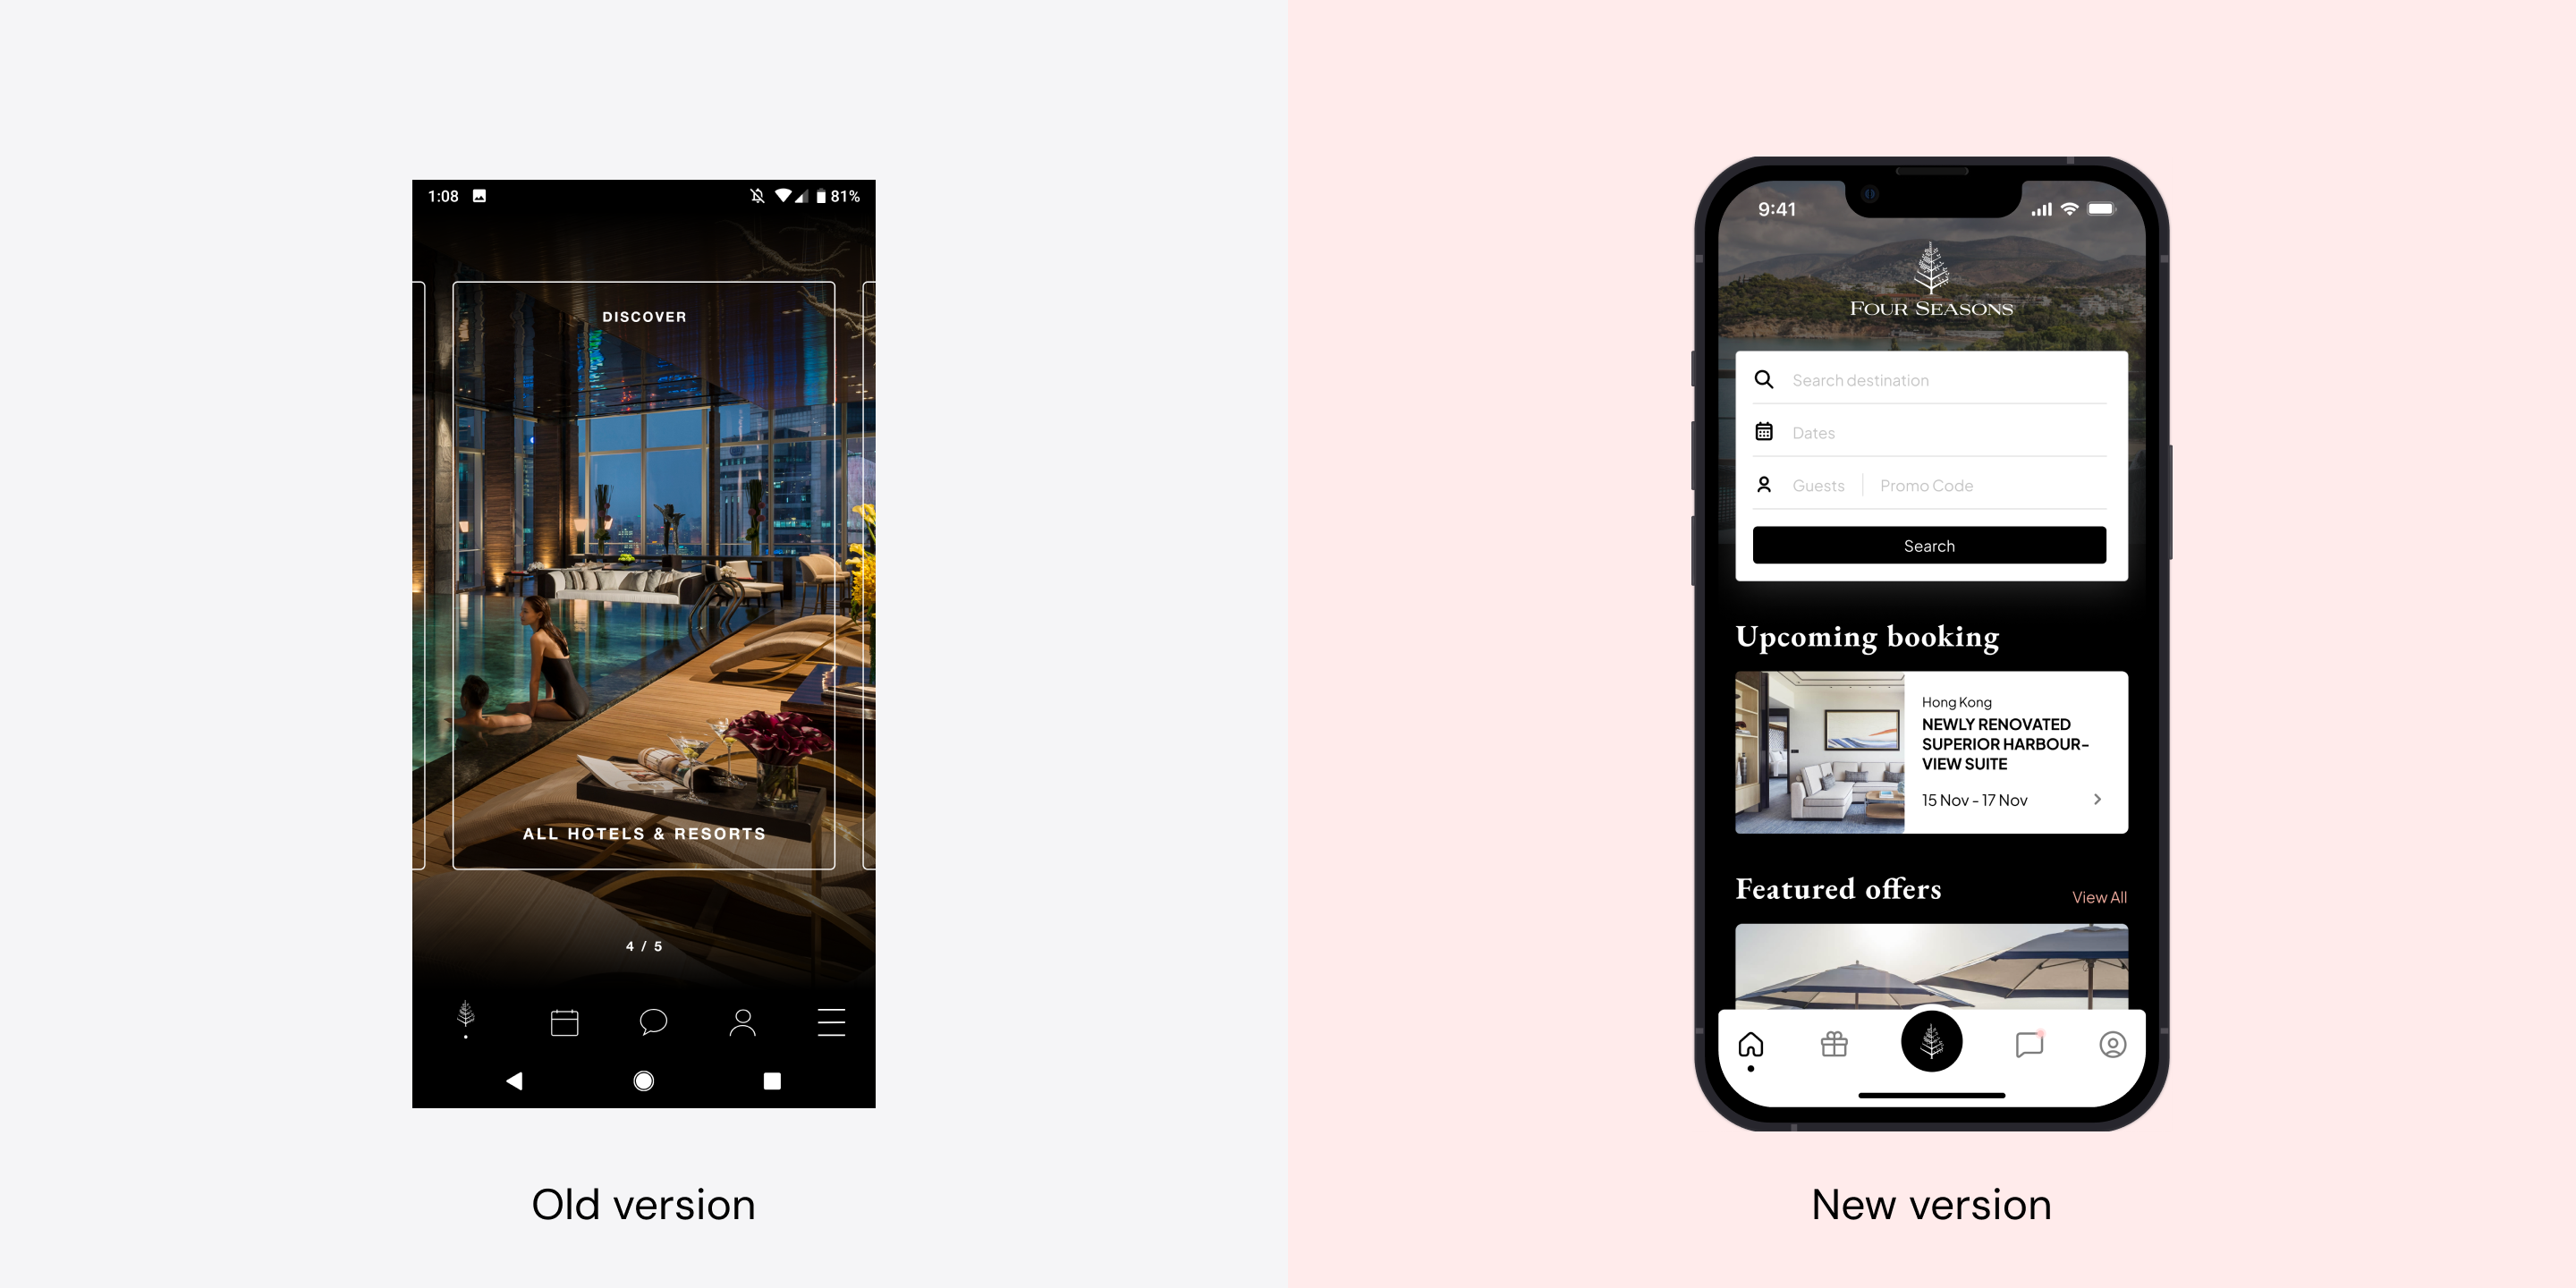 1:08
81%
DISCOVER
ALL HOTELS & RESORTS
4 / 5
Old version
9:41
FOUR SEASONS
Search destination
Dates
Guests
Promo Code
Search
Upcoming booking
Hong Kong
NEWLY RENOVATED
SUPERIOR HARBOUR-
VIEW SUITE
15 Nov - 17 Nov
Featured offers
View All
New version